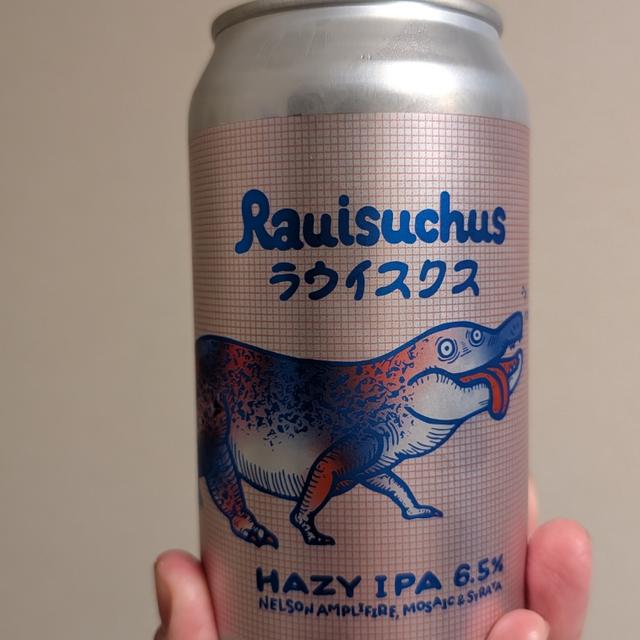 Rauisuchus
ラウイスクス
HAZY IPA 6.5%
NELSON AMPLIFIRE, MOSAIC & STRATA